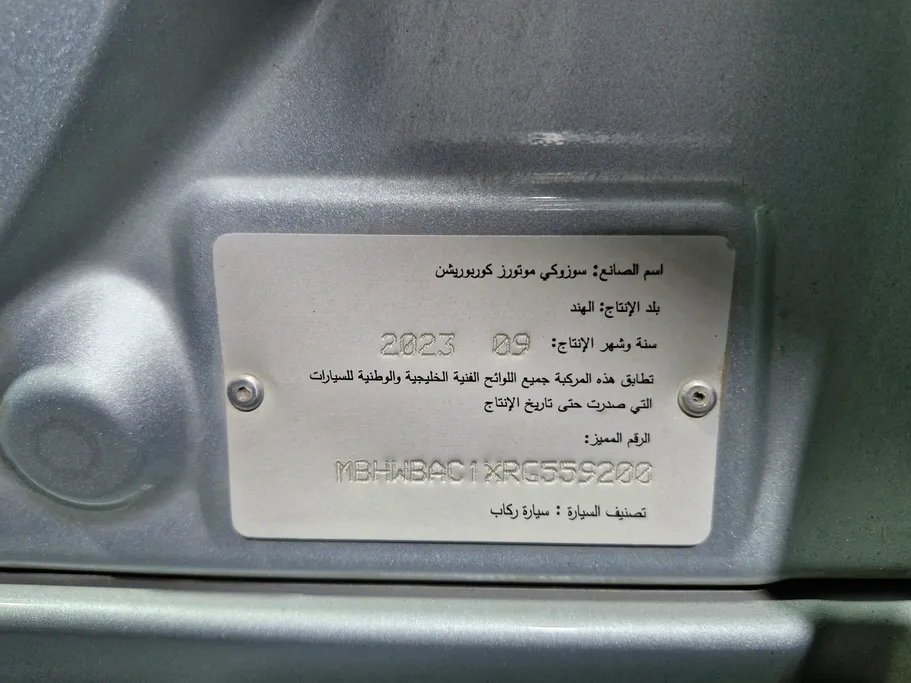 اسم الصانع: سوزوكي موتورز كوربوريشن
بلد الإنتاج: الهند
سنة وشهر الإنتاج: 09 2023
تطابق هذه المركبة جميع اللوائح الفنية الخليجية والوطنية للسيارات
التي صدرت حتى تاريخ الإنتاج
الرقم المميز:
MBHWBAC1XRG559200
تصنيف السيارة : سيارة ركاب